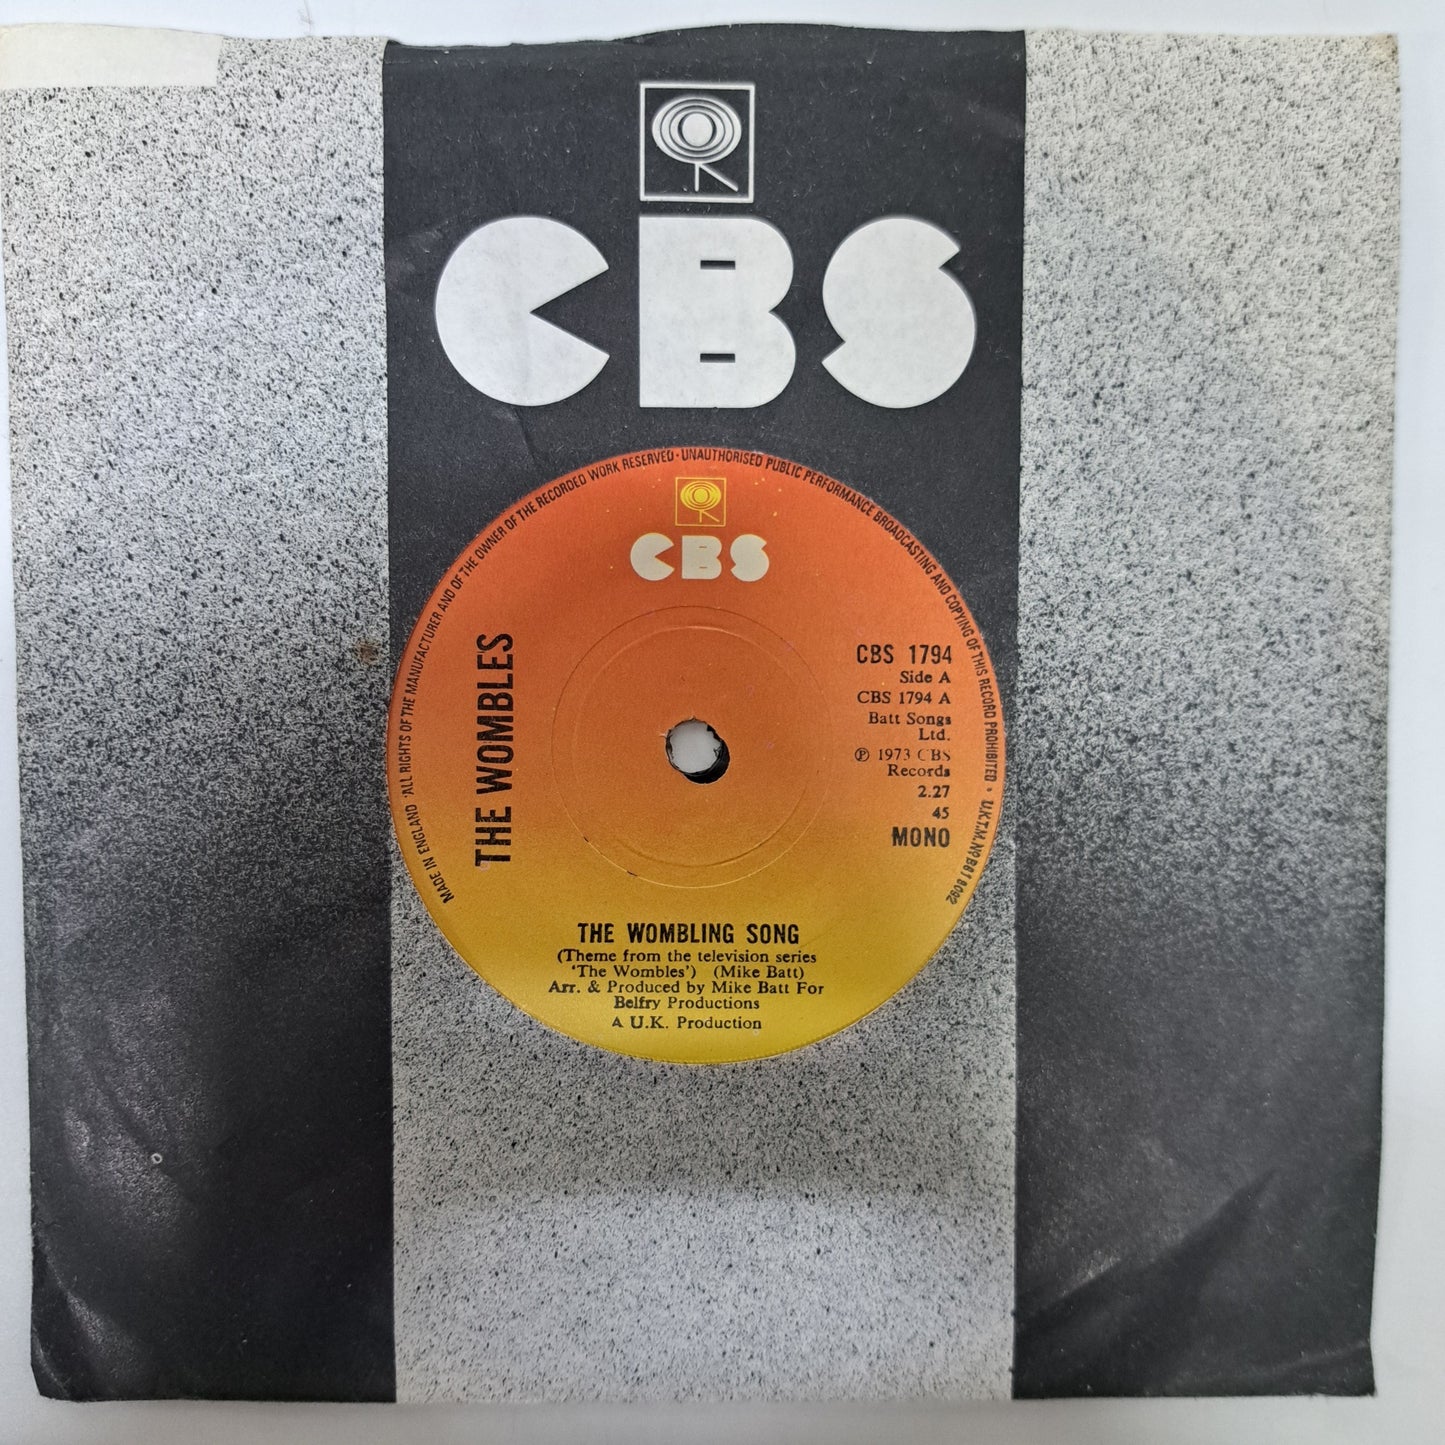 CBS
·ALL RIGHTS OF THE MANUFACTURER AND OF THE OWNER OF THE RECORDED WORK RESERVED · UNAUTHORISED PUBLIC PERFORMANCE BROADCASTING AND COPYING OF THIS RECORD PROHIBITED · U.K.T.M. Nº B618092
MADE IN ENGLAND
CBS
THE WOMBLES
CBS 1794
Side A
CBS 1794 A
Batt Songs
Ltd.
℗ 1973 CBS
Records
2.27
45
MONO
THE WOMBLING SONG
(Theme from the television series
'The Wombles') (Mike Batt)
Arr. & Produced by Mike Batt For
Belfry Productions
A U.K. Production